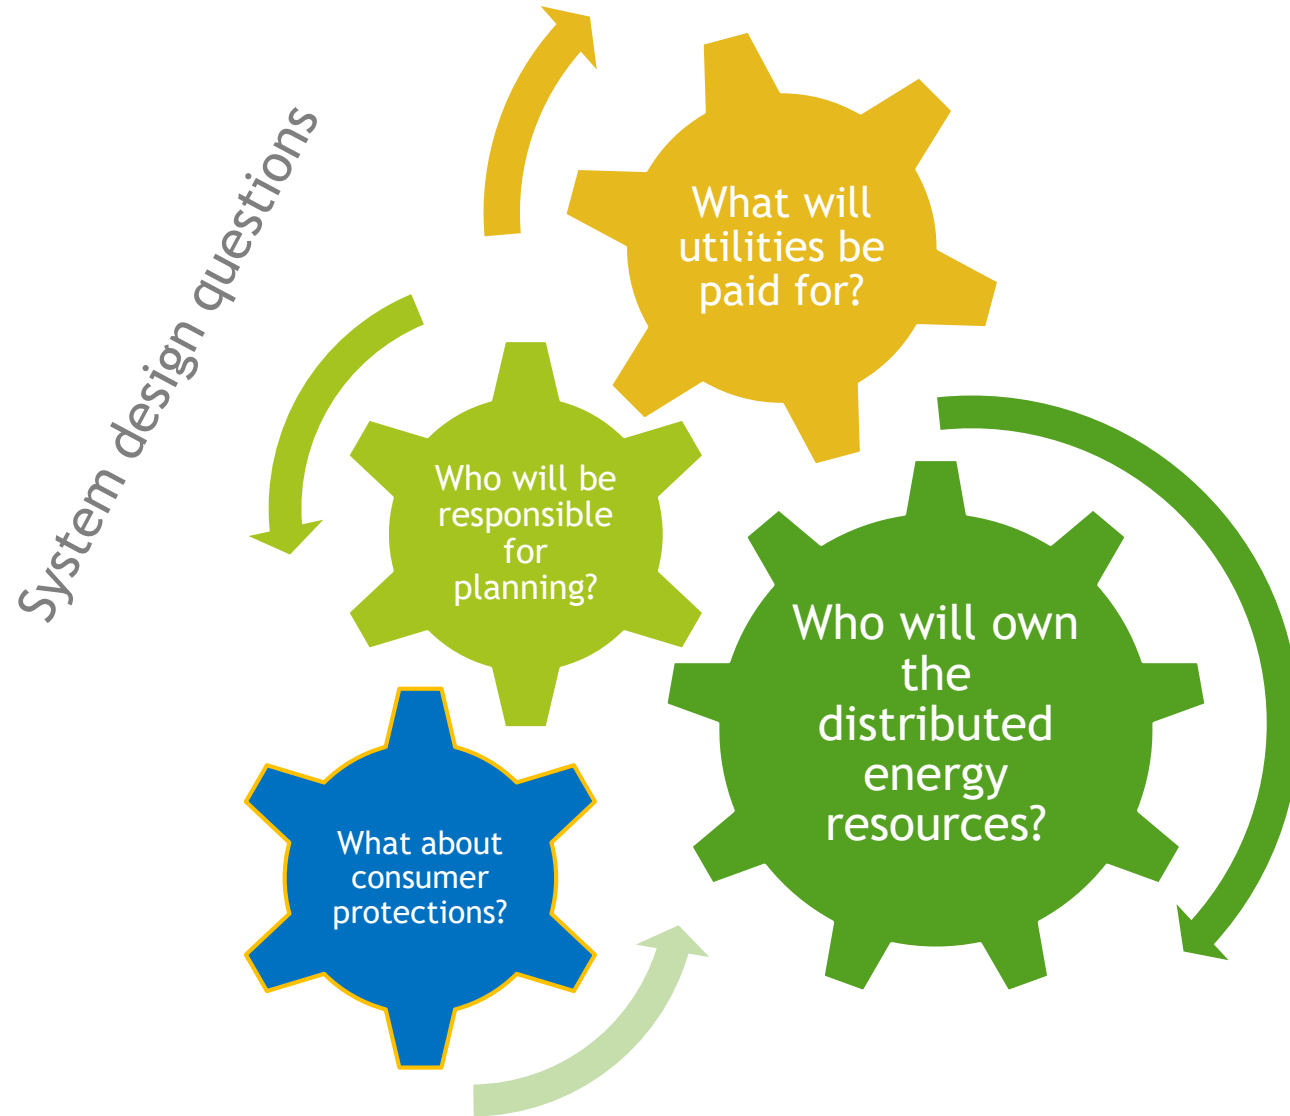 System design questions
What will
utilities be
paid for?
Who will be
responsible
for
planning?
Who will own
the
distributed
energy
resources?
What about
consumer
protections?